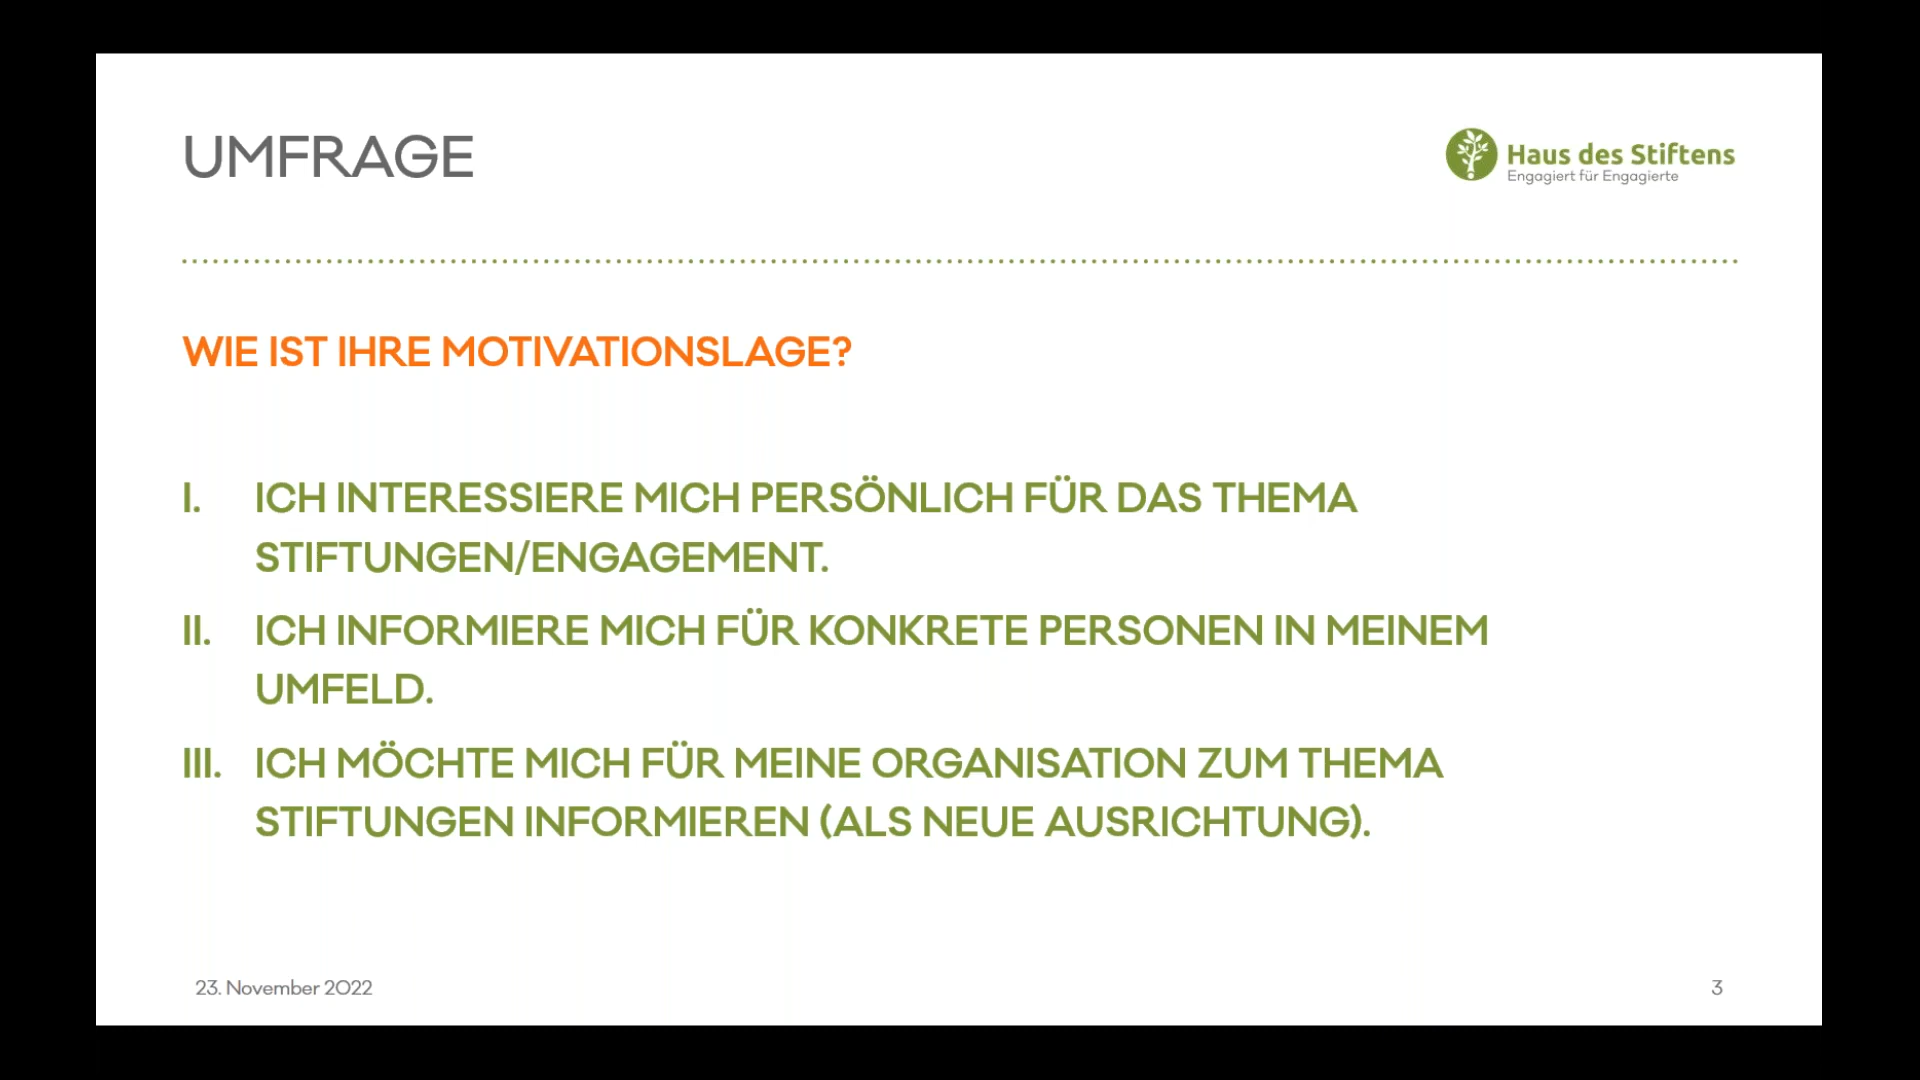 UMFRAGE
Haus des Stiftens
Engagiert für Engagierte
WIE IST IHRE MOTIVATIONSLAGE?
I. ICH INTERESSIERE MICH PERSÖNLICH FÜR DAS THEMA
STIFTUNGEN/ENGAGEMENT.
II. ICH INFORMIERE MICH FÜR KONKRETE PERSONEN IN MEINEM
UMFELD.
III. ICH MÖCHTE MICH FÜR MEINE ORGANISATION ZUM THEMA
STIFTUNGEN INFORMIEREN (ALS NEUE AUSRICHTUNG).
23. November 2022
3